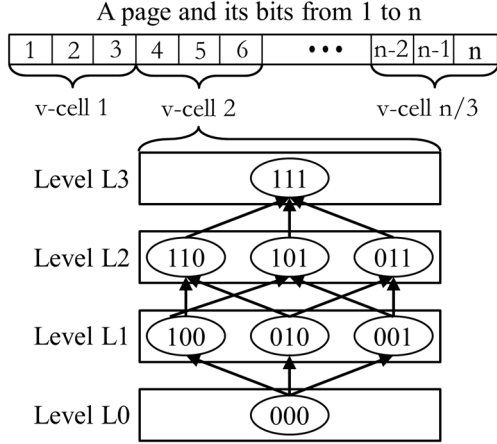 A page and its bits from 1 to n
1 2 3 4 5 6 ••• n-2 n-1 n
v-cell 1 v-cell 2 v-cell n/3
Level L3 111
Level L2 110 101 011
Level L1 100 010 001
Level L0 000